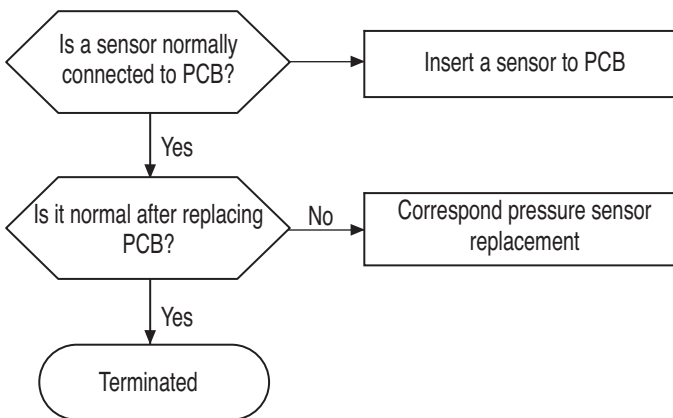 Is a sensor normally
connected to PCB?
Insert a sensor to PCB
Yes
Is it normal after replacing
PCB?
No
Correspond pressure sensor
replacement
Yes
Terminated